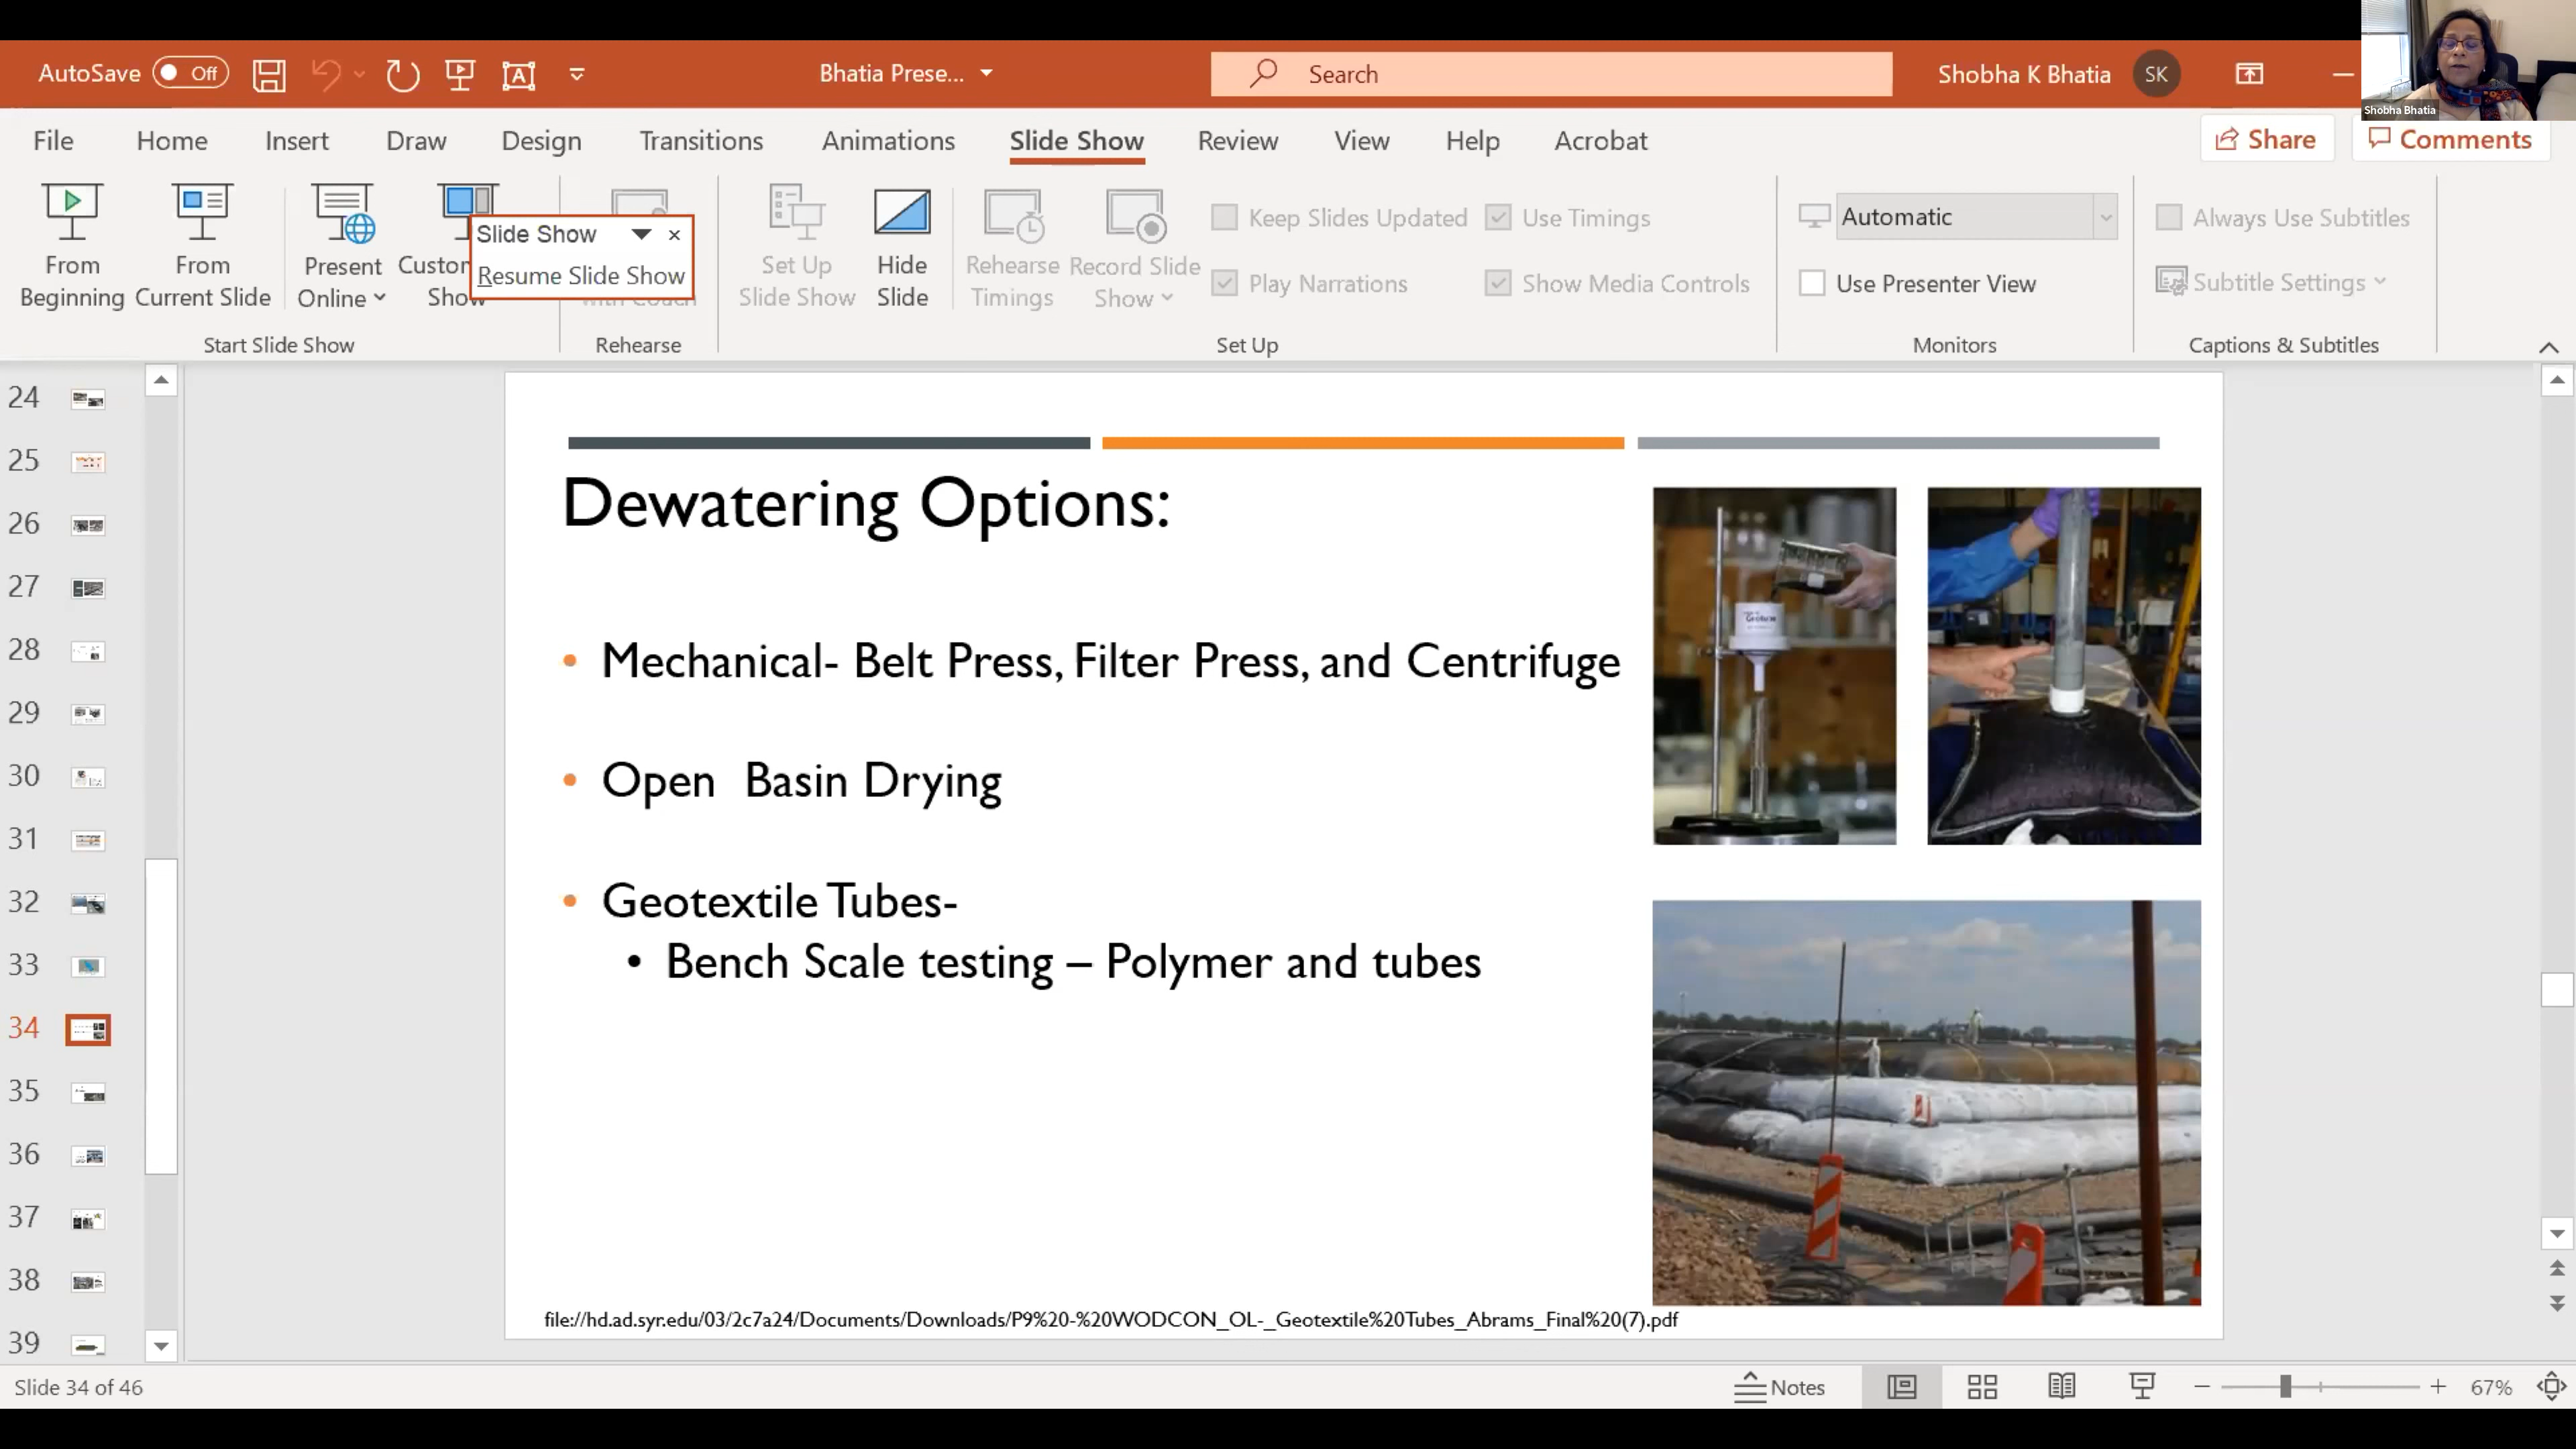 AutoSave Off
Bhatia Prese...
Search
Shobha K Bhatia SK
Shobha Bhatia
File Home Insert Draw Design Transitions Animations Slide Show Review View Help Acrobat
Share Comments
From Beginning
From Current Slide
Present Online
Custom
Show
Slide Show ×
Resume Slide Show
with Coach
Set Up Slide Show
Hide Slide
Rehearse Timings
Record Slide Show
Keep Slides Updated
Play Narrations
Use Timings
Show Media Controls
Automatic
Use Presenter View
Always Use Subtitles
Subtitle Settings
Start Slide Show
Rehearse
Set Up
Monitors
Captions & Subtitles
24
25
26
27
28
29
30
31
32
33
34
35
36
37
38
39
Dewatering Options:
• Mechanical- Belt Press, Filter Press, and Centrifuge
• Open  Basin Drying
• Geotextile Tubes-
• Bench Scale testing – Polymer and tubes
file://hd.ad.syr.edu/03/2c7a24/Documents/Downloads/P9%20-%20WODCON_OL-_Geotextile%20Tubes_Abrams_Final%20(7).pdf
Slide 34 of 46
Notes
67%